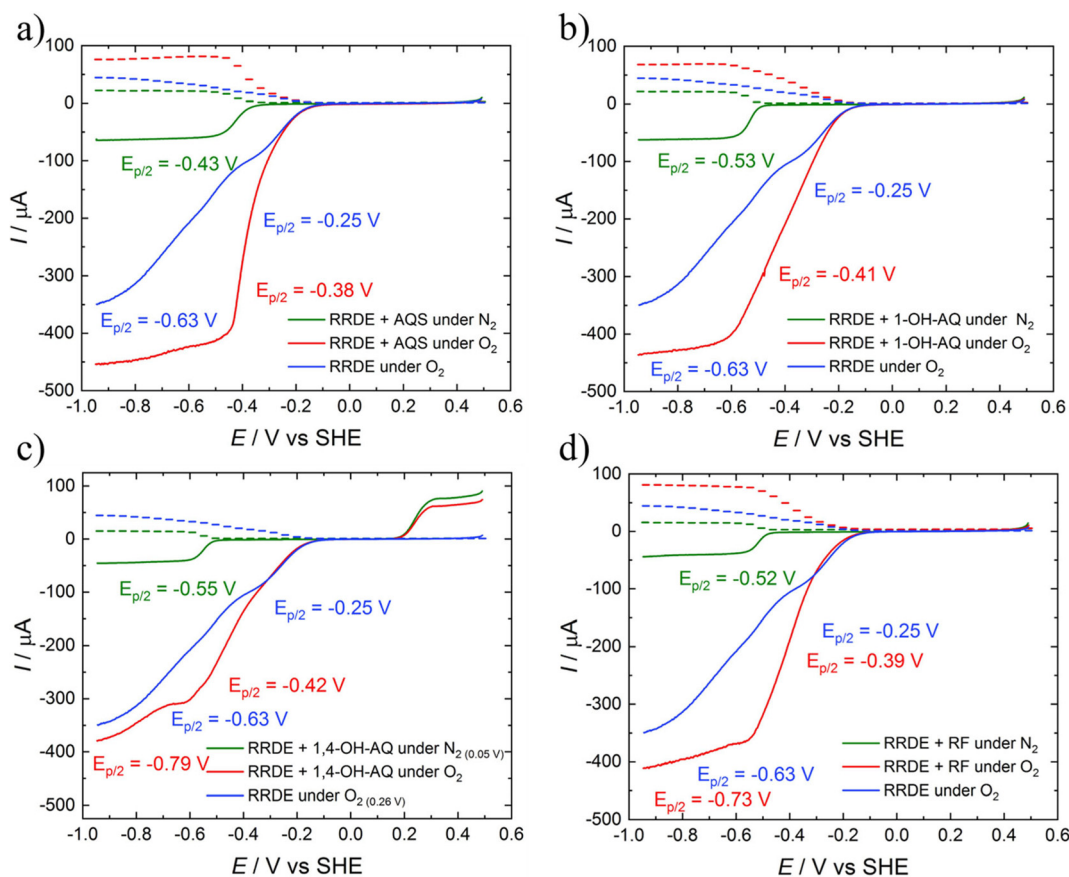 a)
100
0
-100
-200
-300
-400
-500
I / μA
E_p/2 = -0.43 V
E_p/2 = -0.25 V
E_p/2 = -0.38 V
E_p/2 = -0.63 V
RRDE + AQS under N_2
RRDE + AQS under O_2
RRDE under O_2
-1.0 -0.8 -0.6 -0.4 -0.2 0.0 0.2 0.4 0.6
E / V vs SHE
b)
100
0
-100
-200
-300
-400
-500
I / μA
E_p/2 = -0.53 V
E_p/2 = -0.25 V
E_p/2 = -0.41 V
E_p/2 = -0.63 V
RRDE + 1-OH-AQ under N_2
RRDE + 1-OH-AQ under O_2
RRDE under O_2
-1.0 -0.8 -0.6 -0.4 -0.2 0.0 0.2 0.4 0.6
E / V vs SHE
c)
100
0
-100
-200
-300
-400
-500
I / μA
E_p/2 = -0.55 V
E_p/2 = -0.25 V
E_p/2 = -0.42 V
E_p/2 = -0.63 V
E_p/2 = -0.79 V
RRDE + 1,4-OH-AQ under N_2 (0.05 V)
RRDE + 1,4-OH-AQ under O_2
RRDE under O_2 (0.26 V)
-1.0 -0.8 -0.6 -0.4 -0.2 0.0 0.2 0.4 0.6
E / V vs SHE
d)
100
0
-100
-200
-300
-400
-500
I / μA
E_p/2 = -0.52 V
E_p/2 = -0.25 V
E_p/2 = -0.39 V
E_p/2 = -0.63 V
E_p/2 = -0.73 V
RRDE + RF under N_2
RRDE + RF under O_2
RRDE under O_2
-1.0 -0.8 -0.6 -0.4 -0.2 0.0 0.2 0.4 0.6
E / V vs SHE